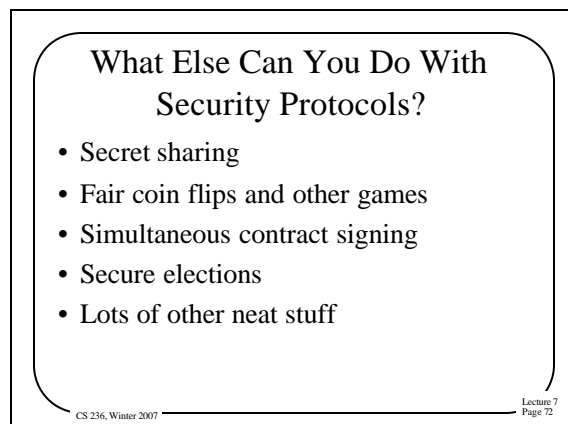 What Else Can You Do With
Security Protocols?
• Secret sharing
• Fair coin flips and other games
• Simultaneous contract signing
• Secure elections
• Lots of other neat stuff
CS 236, Winter 2007
Lecture 7
Page 72